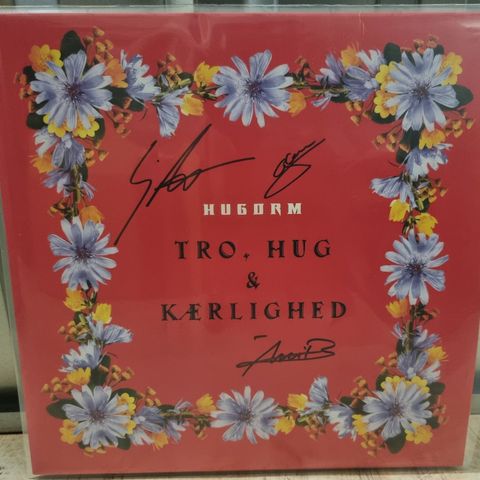 HUGORM
TRO, HUG
&
KÆRLIGHED